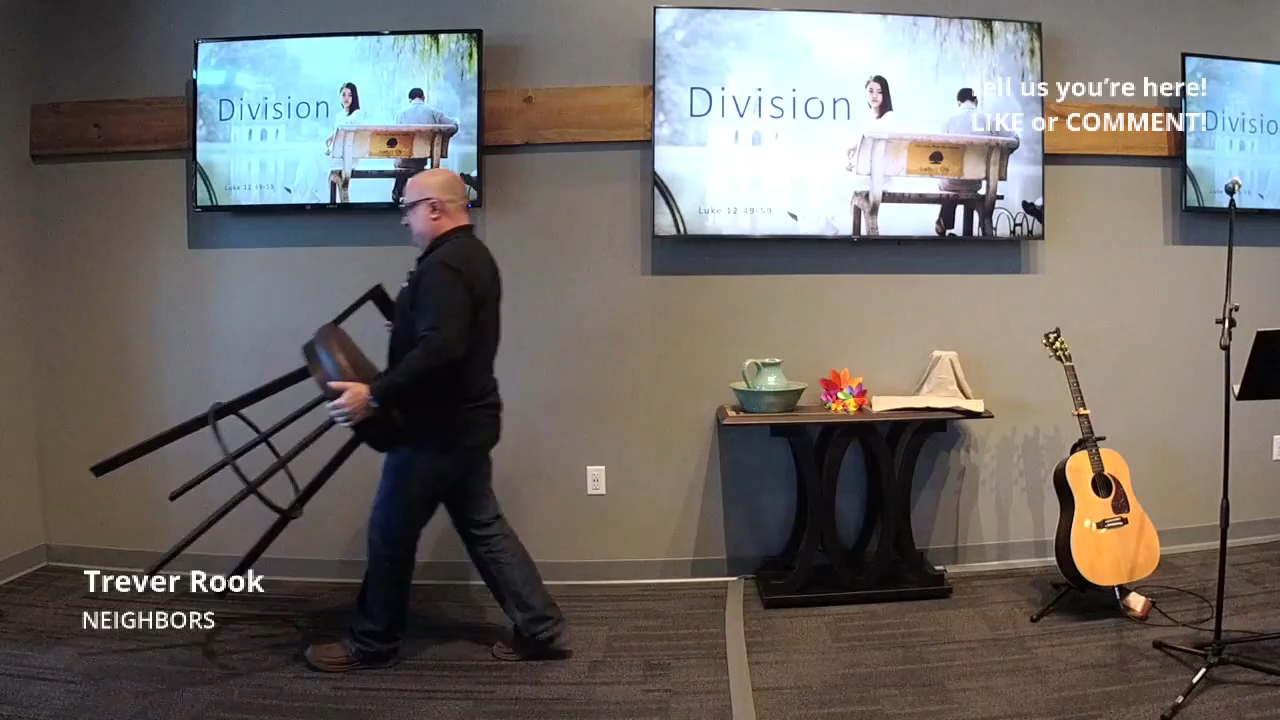 Division
Luke 12 49-59
Division
Luke 12 49-59
Tell us you're here!
LIKE or COMMENT!
Divisio
Trever Rook
NEIGHBORS